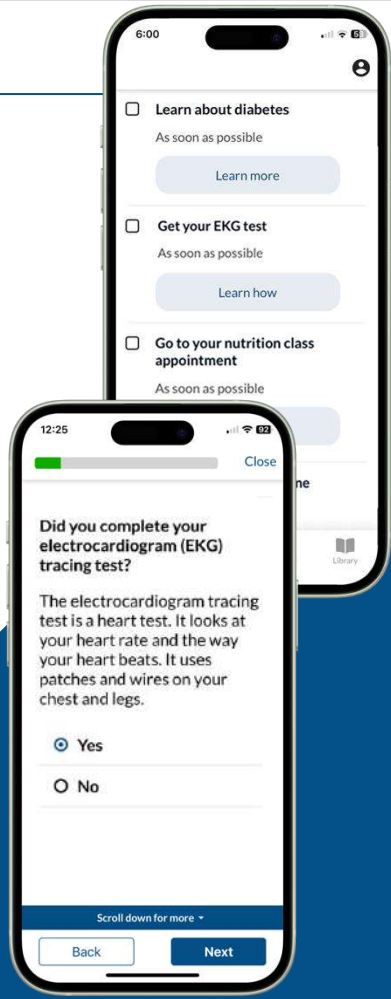 6:00
Learn about diabetes
As soon as possible
Learn more
Get your EKG test
As soon as possible
Learn how
Go to your nutrition class
appointment
As soon as possible
Library
12:25
92
Close
Did you complete your
electrocardiogram (EKG)
tracing test?
The electrocardiogram tracing
test is a heart test. It looks at
your heart rate and the way
your heart beats. It uses
patches and wires on your
chest and legs.
Yes
No
Scroll down for more
Back
Next